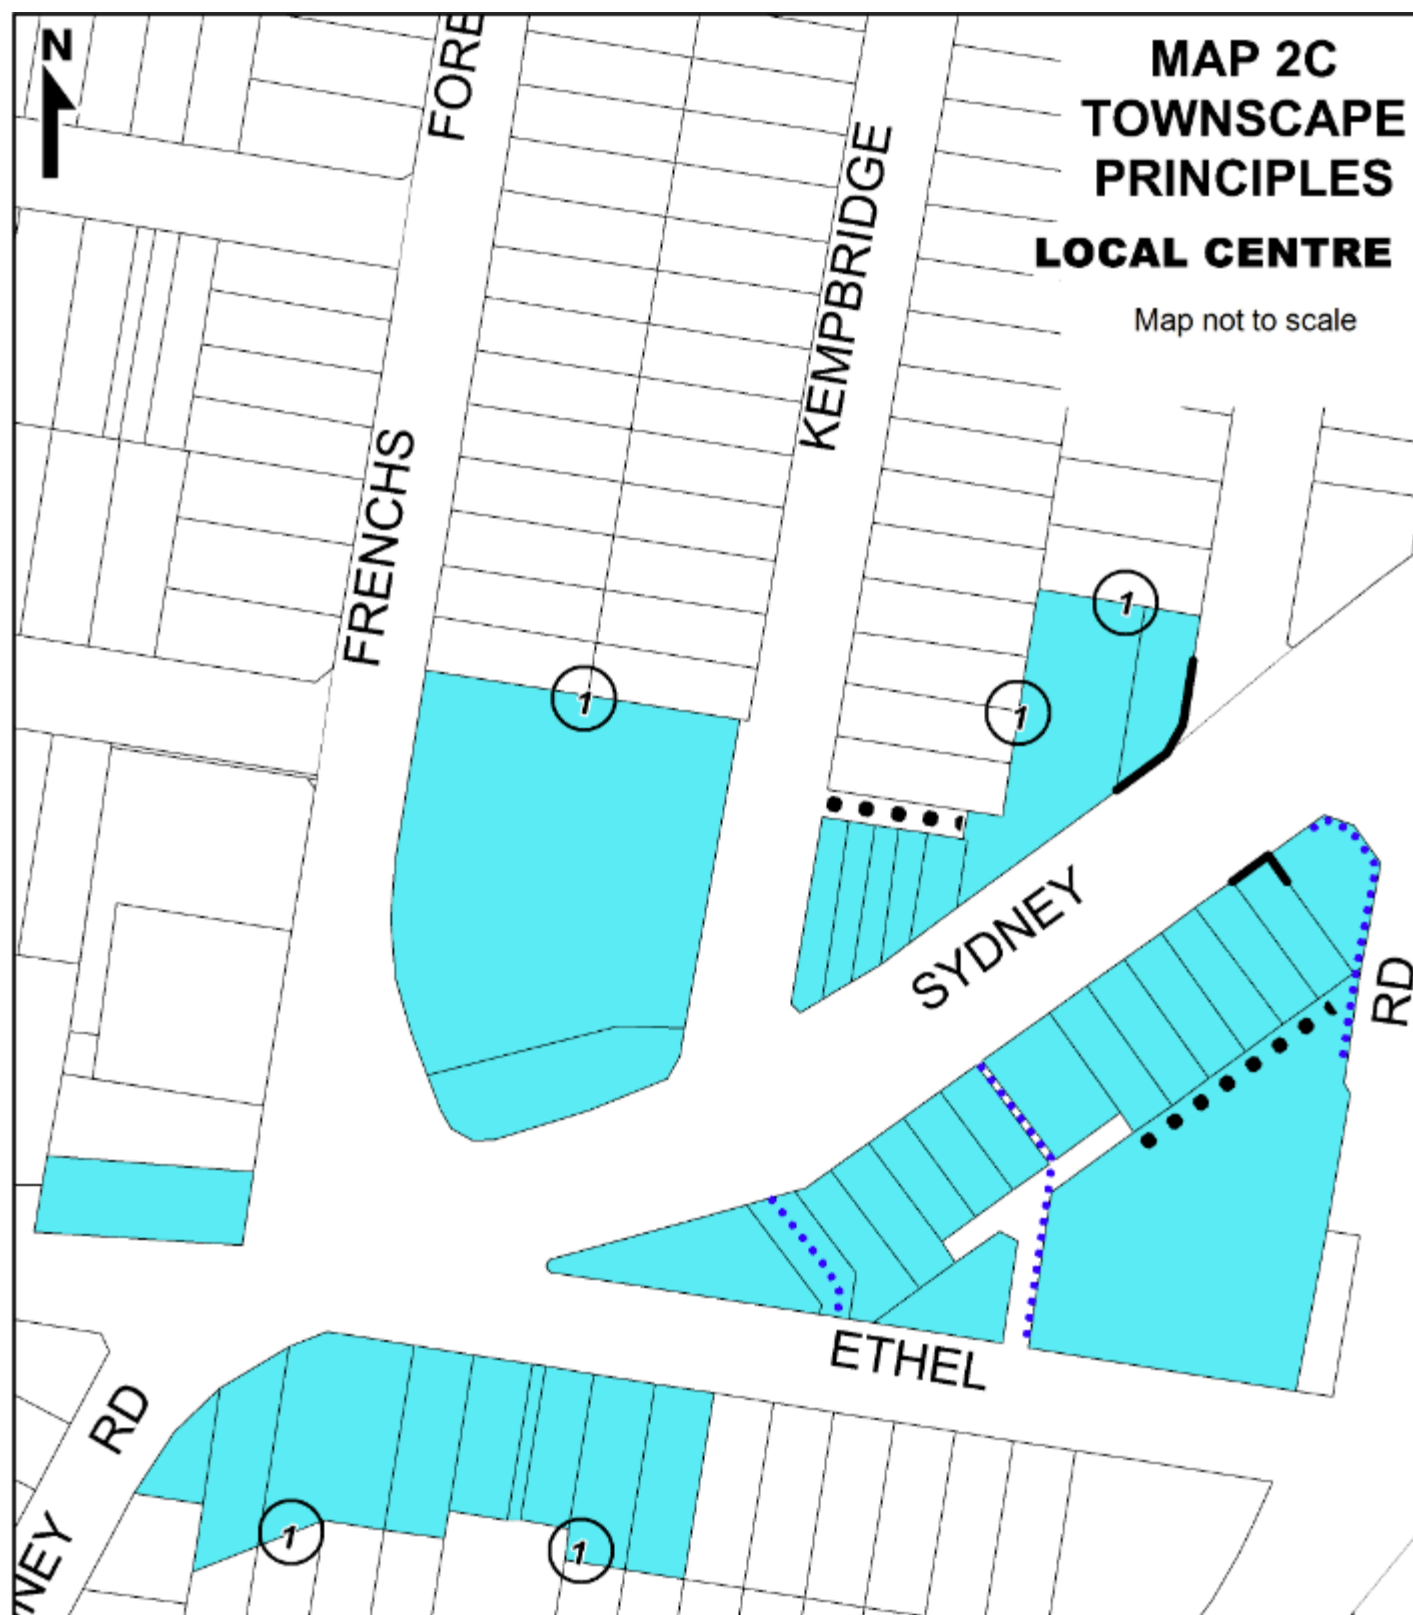 N
MAP 2C
TOWNSCAPE
PRINCIPLES
LOCAL CENTRE
Map not to scale
FORE
KEMPBRIDGE
FRENCHS
1
1
1
SYDNEY
RD
ETHEL
RD
NEY
1
1